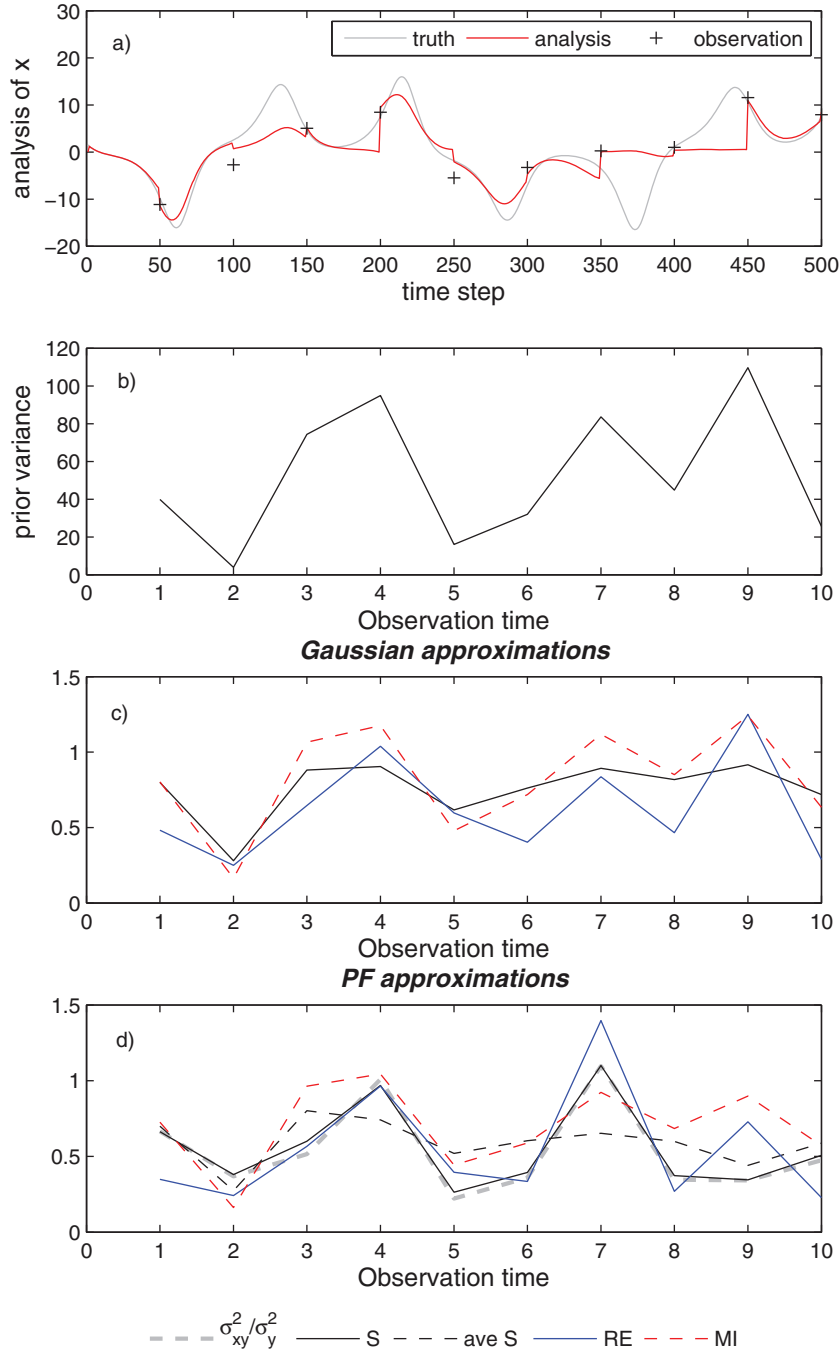 30
20
10
0
−10
−20
analysis of x
a)
truth
analysis
observation
0 50 100 150 200 250 300 350 400 450 500
time step
120
100
80
60
40
20
0
prior variance
b)
0 1 2 3 4 5 6 7 8 9 10
Observation time
Gaussian approximations
1.5
1
0.5
0
c)
0 1 2 3 4 5 6 7 8 9 10
Observation time
PF approximations
1.5
1
0.5
0
d)
0 1 2 3 4 5 6 7 8 9 10
Observation time
σ²xy/σ²y
S
ave S
RE
MI